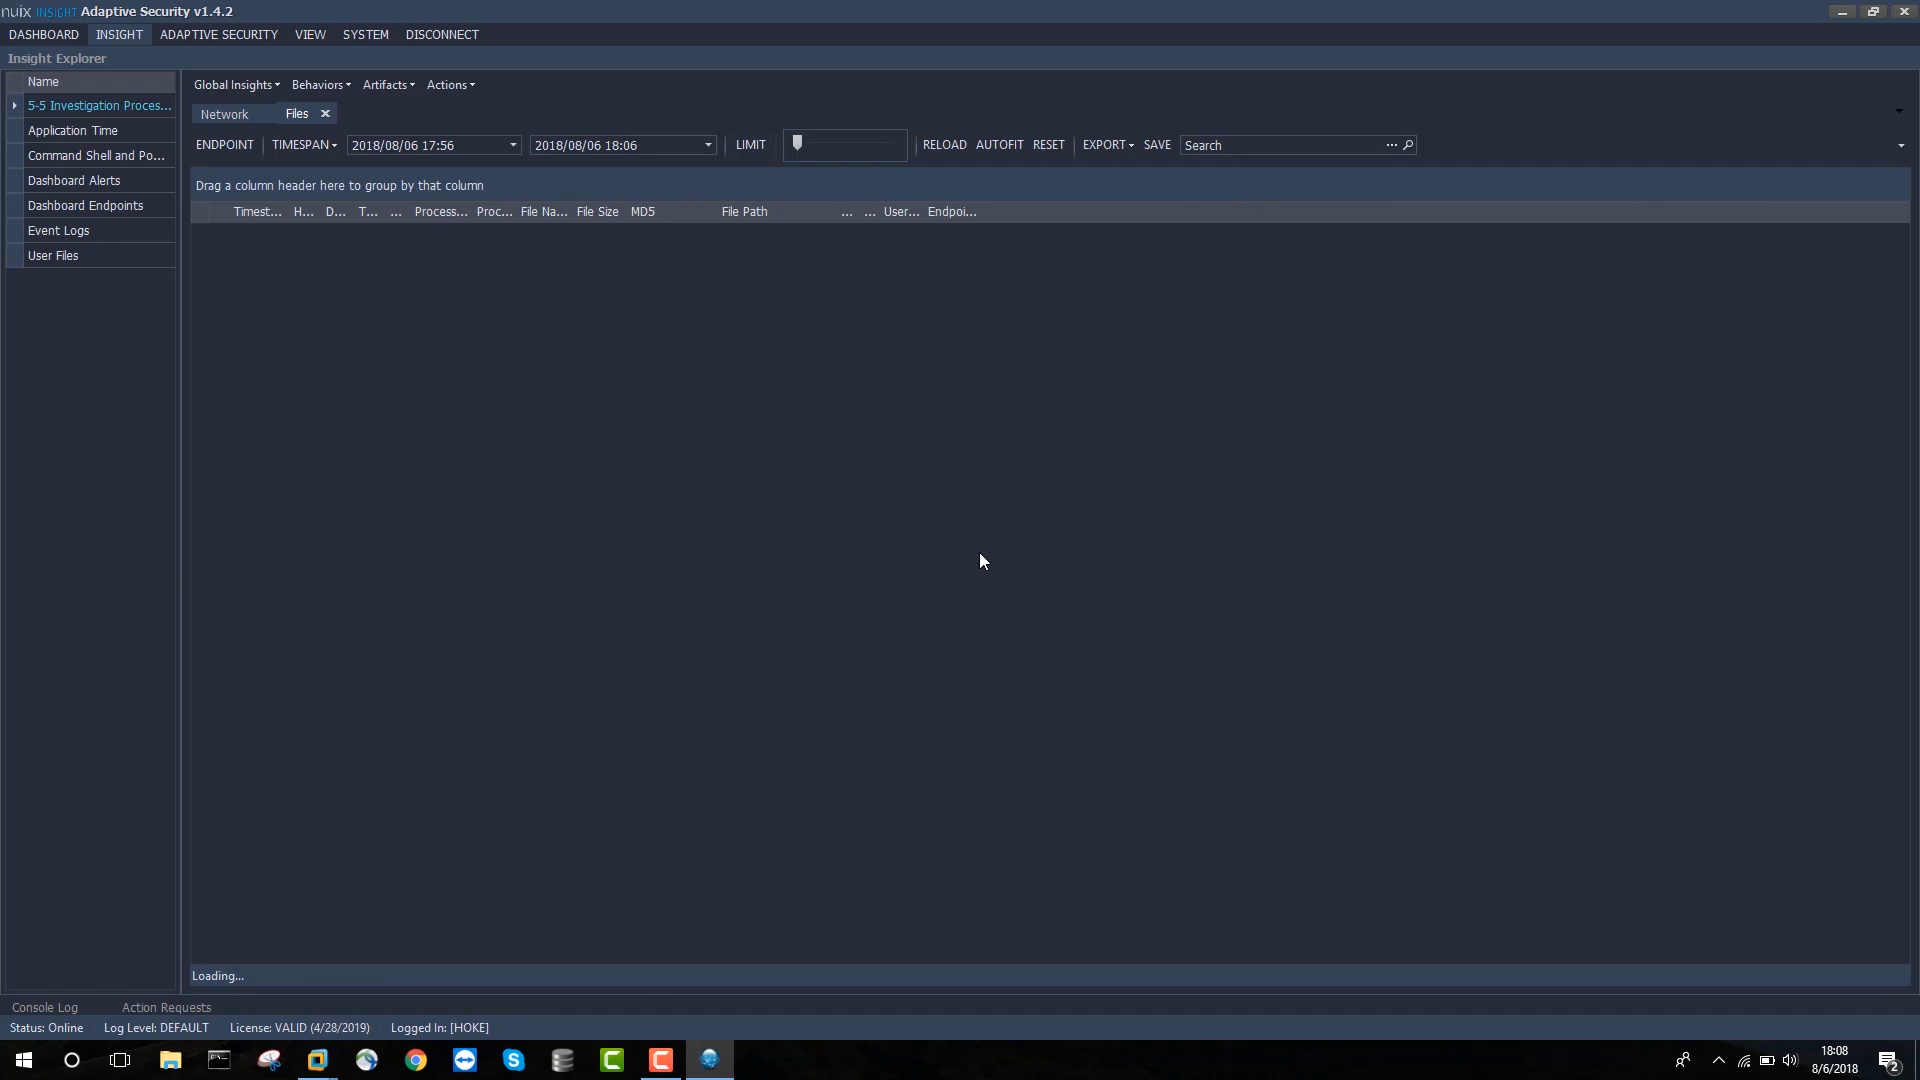 nuix INSIGHT Adaptive Security v1.4.2
DASHBOARD INSIGHT ADAPTIVE SECURITY VIEW SYSTEM DISCONNECT
Insight Explorer
Name
5-5 Investigation Proces...
Application Time
Command Shell and Po...
Dashboard Alerts
Dashboard Endpoints
Event Logs
User Files
Global Insights Behaviors Artifacts Actions
Network Files
ENDPOINT TIMESPAN 2018/08/06 17:56 2018/08/06 18:06 LIMIT RELOAD AUTOFIT RESET EXPORT SAVE Search ...
Drag a column header here to group by that column
Timest... H... D... T... ... Process... Proc... File Na... File Size MD5 File Path ... ... User... Endpoi...
Loading...
Console Log Action Requests
Status: Online Log Level: DEFAULT License: VALID (4/28/2019) Logged In: [HOKE]
18:08
8/6/2018
2